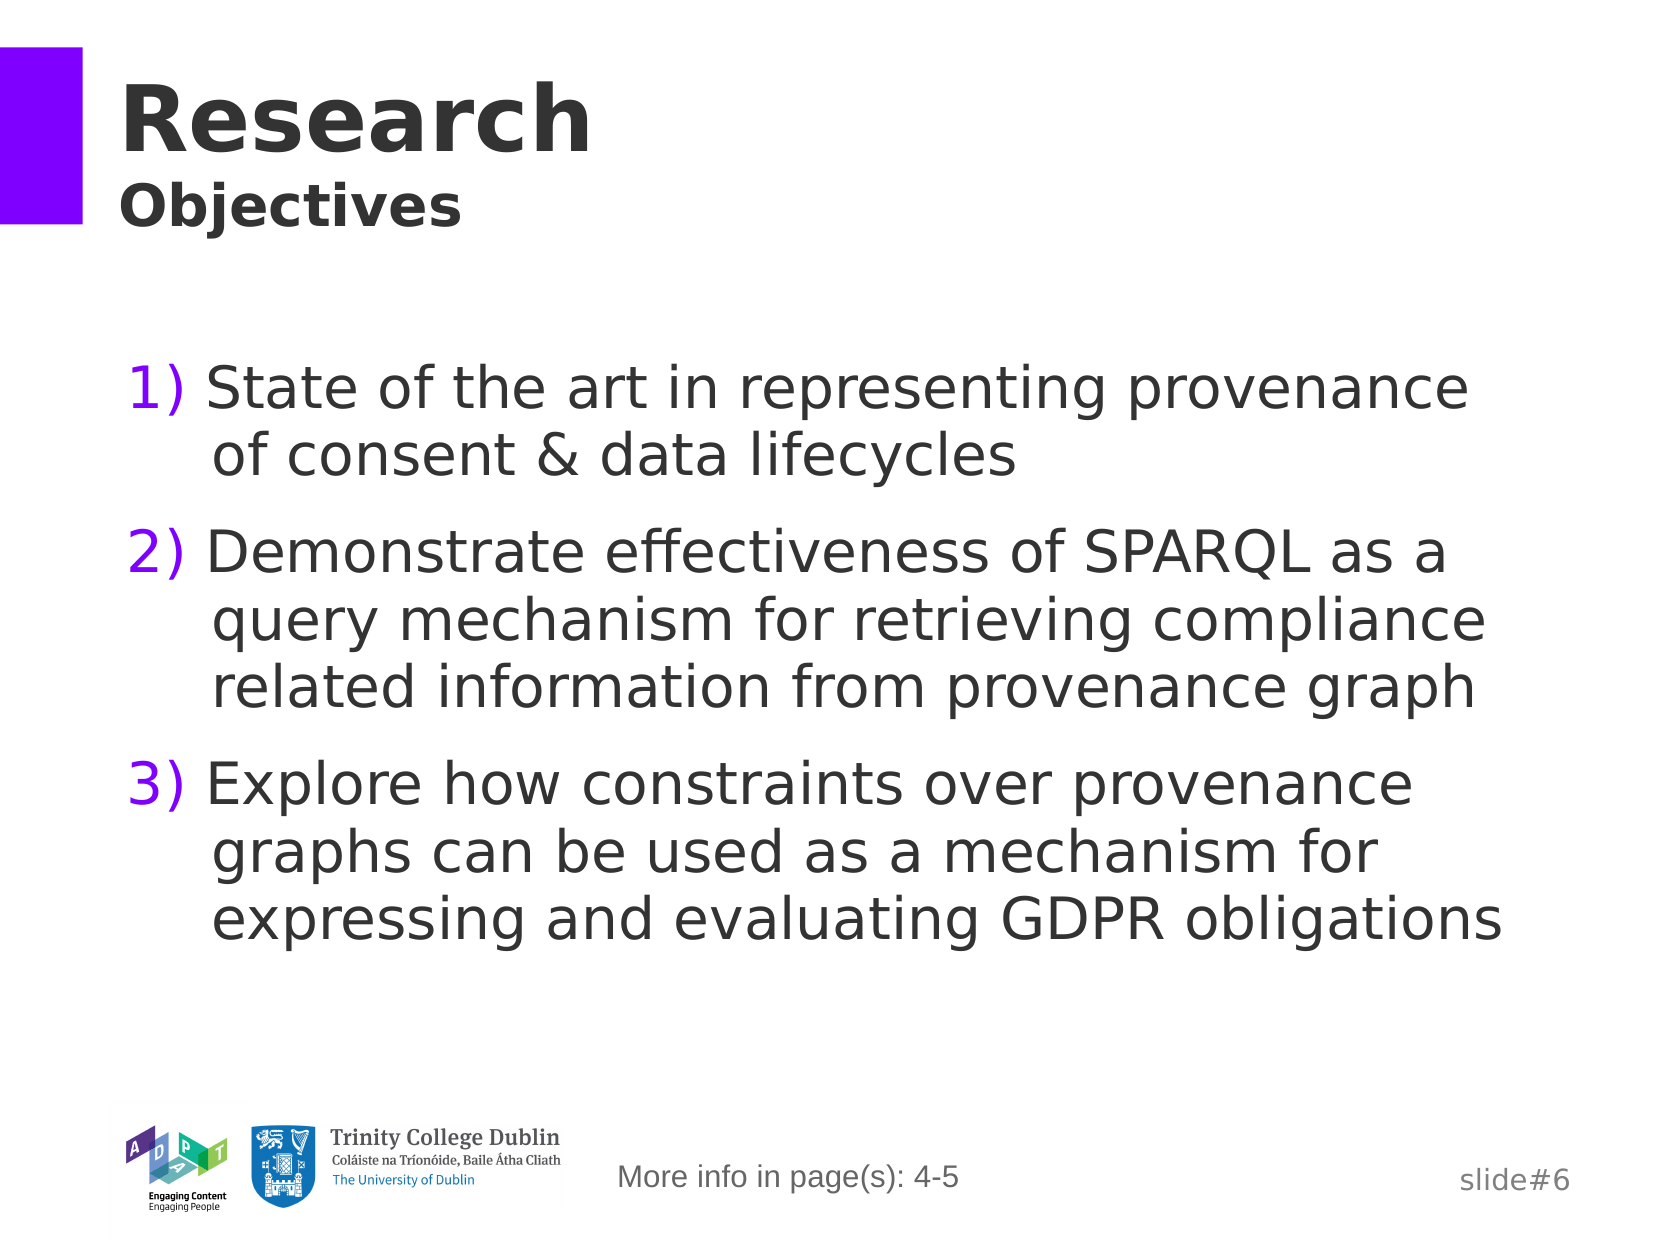 Research
Objectives
1) State of the art in representing provenance
of consent & data lifecycles
2) Demonstrate effectiveness of SPARQL as a
query mechanism for retrieving compliance
related information from provenance graph
3) Explore how constraints over provenance
graphs can be used as a mechanism for
expressing and evaluating GDPR obligations
ADAPT
Engaging Content
Engaging People
Trinity College Dublin
Coláiste na Tríonóide, Baile Átha Cliath
The University of Dublin
More info in page(s): 4-5
slide#6